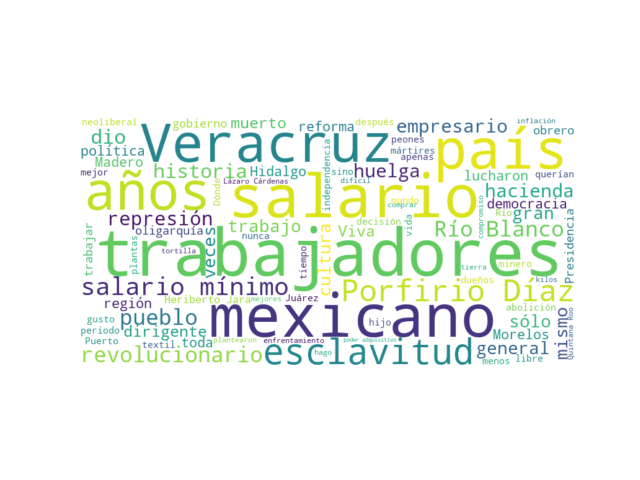 neoliberal
gobierno
muerto
reforma
después
empresario
inflación
obrero
dio
Veracruz
peones
país
política
independencia
mártires
apenas
querían
Madero
historia
Hidalgo
sino
huelga
lucharon
mejor
años
Dónde
Lázaro Cárdenas
salario
mundo
difícil
comprar
hacienda
vida
compromiso
democracia
represión
trabajo
cultura
decisión
Río
gran
oligarquía
veces
nunca
Viva
Río Blanco
Presidencia
trabajar
plantas
tortilla
trabajadores
tiempo
tierra
minero
salario mínimo
dueños
kilos
región
Heriberto Jara
mejores
Juárez
Porfirio Díaz
abolición
gusto
pueblo
mexicano
hijo
sólo
mismo
Quintana Roo
periodo
dirigente
Morelos
Puerto
textil
toda
plantearon
enfrentamiento
poder adquisitivo
revolucionario
hago
esclavitud
general
menos
libre